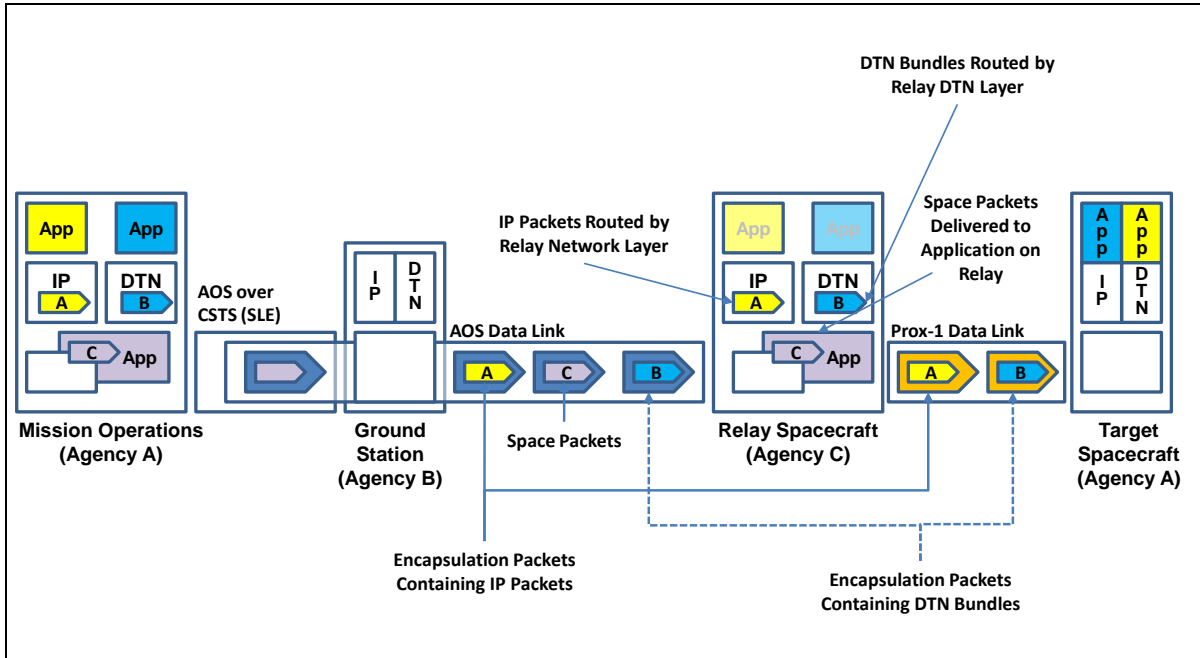 DTN Bundles Routed by
Relay DTN Layer
Space Packets
Delivered to
Application on
Relay
IP Packets Routed by
Relay Network Layer
App
App
IP
A
DTN
B
C
App
Mission Operations
(Agency A)
AOS over
CSTS (SLE)
I
P
D
T
N
Ground
Station
(Agency B)
AOS Data Link
A
C
B
Space Packets
App
App
IP
A
DTN
B
C
App
Relay Spacecraft
(Agency C)
Prox-1 Data Link
A
B
A
p
p
A
p
p
I
P
D
T
N
Target
Spacecraft
(Agency A)
Encapsulation Packets
Containing IP Packets
Encapsulation Packets
Containing DTN Bundles